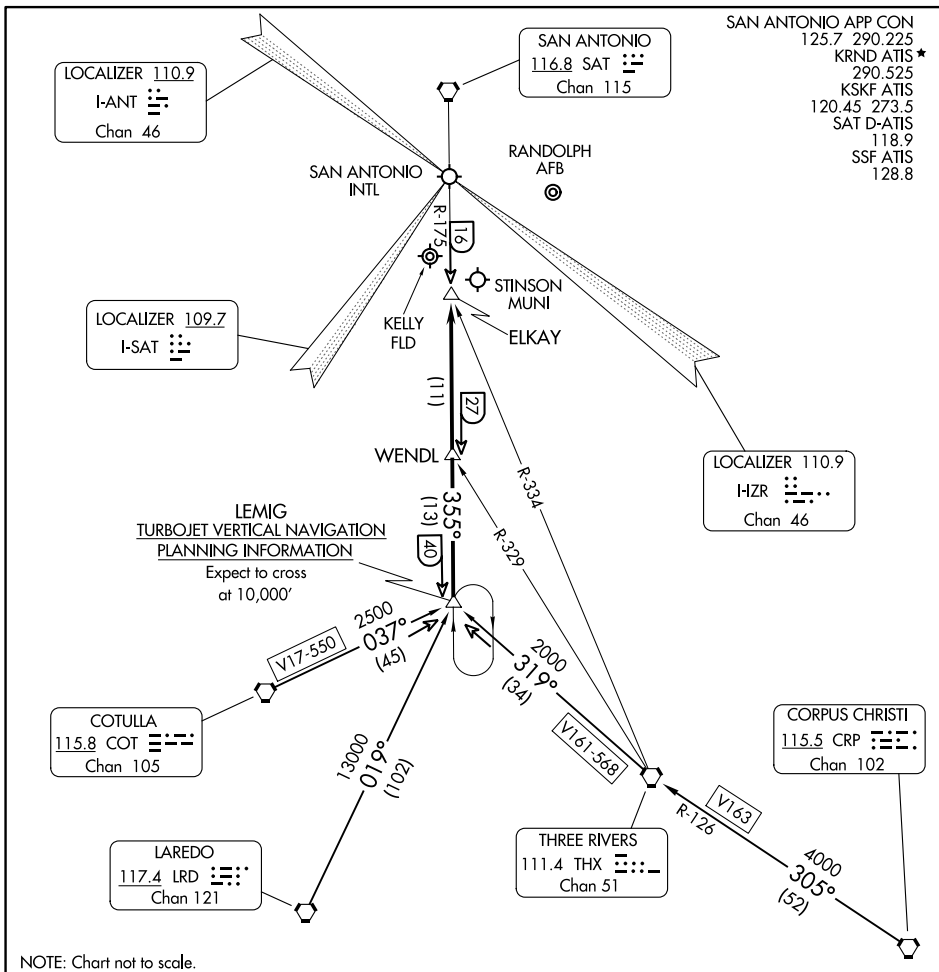 SAN ANTONIO APP CON
125.7 290.225
KRND ATIS ★
290.525
KSKF ATIS
120.45 273.5
SAT D-ATIS
118.9
SSF ATIS
128.8
SAN ANTONIO
116.8 SAT
Chan 115
LOCALIZER 110.9
I-ANT
Chan 46
SAN ANTONIO
INTL
RANDOLPH
AFB
R-175
16
KELLY
FLD
STINSON
MUNI
ELKAY
LOCALIZER 109.7
I-SAT
(11)
27
WENDL
R-334
R-329
LOCALIZER 110.9
I-IZR
Chan 46
LEMIG
TURBOJET VERTICAL NAVIGATION
PLANNING INFORMATION
Expect to cross
at 10,000'
355°
(13)
40
V17-550
2500
037°
(45)
2000
319°
(34)
V161-568
COTULLA
115.8 COT
Chan 105
13000
019°
(102)
CORPUS CHRISTI
115.5 CRP
Chan 102
V163
R-126
4000
305°
(52)
THREE RIVERS
111.4 THX
Chan 51
LAREDO
117.4 LRD
Chan 121
NOTE: Chart not to scale.